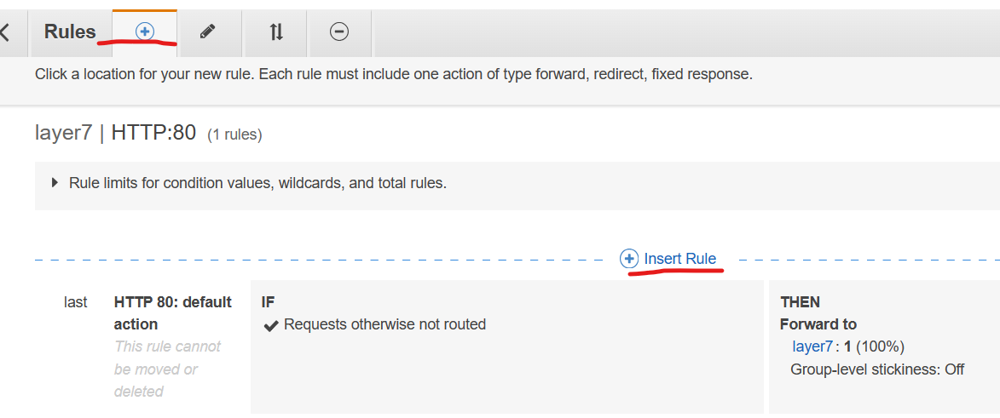 Rules
Click a location for your new rule. Each rule must include one action of type forward, redirect, fixed response.
layer7 | HTTP:80 (1 rules)
Rule limits for condition values, wildcards, and total rules.
Insert Rule
last
HTTP 80: default
action
This rule cannot
be moved or
deleted
IF
Requests otherwise not routed
THEN
Forward to
layer7: 1 (100%)
Group-level stickiness: Off